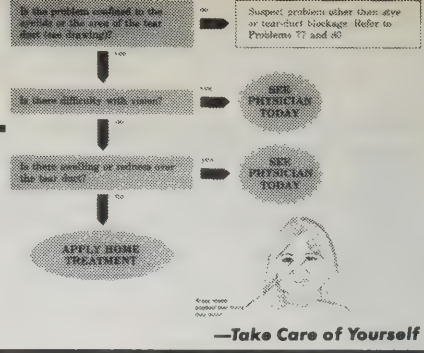 Is the problem confined to the
eyelids or the area of the tear
duct (see drawing)?
no
Suspect problem other than stye
or tear-duct blockage. Refer to
Problems 77 and
yes
Is there difficulty with vision?
yes
SEE
PHYSICIAN
TODAY
no
Is there swelling or redness over
the tear duct?
yes
SEE
PHYSICIAN
TODAY
no
APPLY HOME
TREATMENT
—Take Care of Yourself